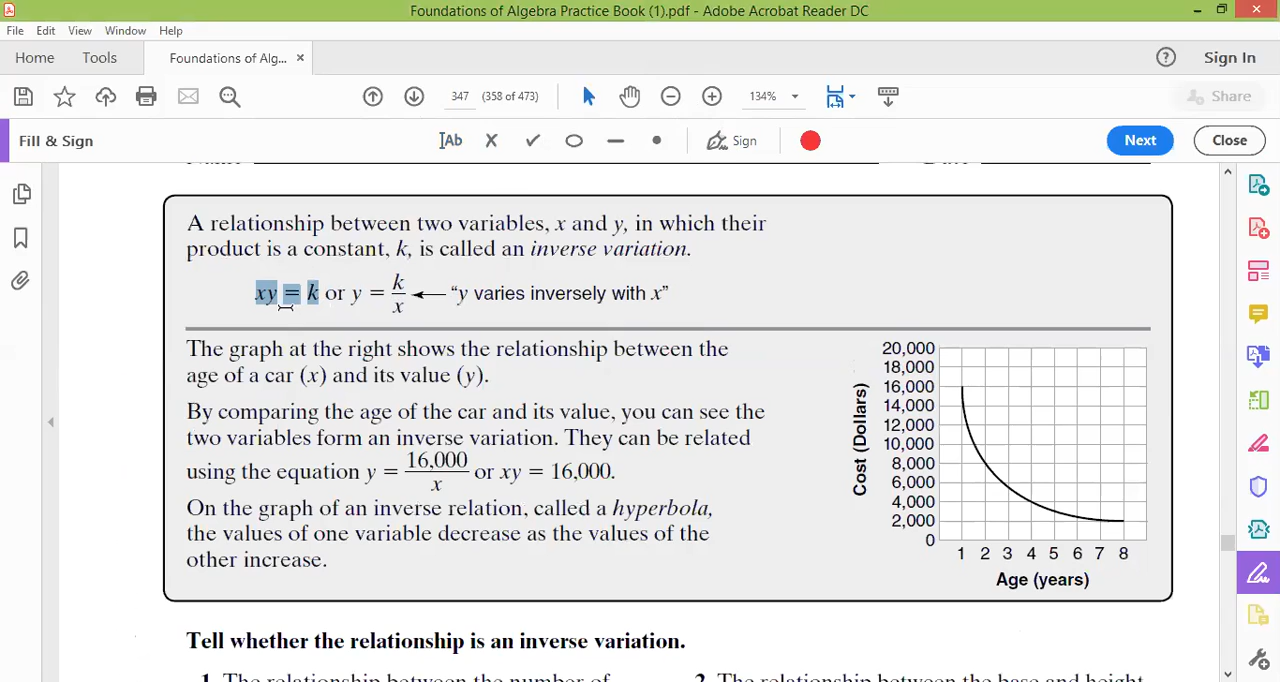 Foundations of Algebra Practice Book (1).pdf - Adobe Acrobat Reader DC
File Edit View Window Help
Home Tools Foundations of Alg... ×
Sign In
347 (358 of 473)
134%
Share
Fill & Sign
Ab
Sign
Next
Close
A relationship between two variables, x and y, in which their
product is a constant, k, is called an inverse variation.
xy = k or y = k/x ← “y varies inversely with x”
The graph at the right shows the relationship between the
age of a car (x) and its value (y).
By comparing the age of the car and its value, you can see the
two variables form an inverse variation. They can be related
using the equation y = 16,000/x or xy = 16,000.
On the graph of an inverse relation, called a hyperbola,
the values of one variable decrease as the values of the
other increase.
Cost (Dollars)
20,000
18,000
16,000
14,000
12,000
10,000
8,000
6,000
4,000
2,000
0
1 2 3 4 5 6 7 8
Age (years)
Tell whether the relationship is an inverse variation.
1. The relationship between the number of
2. The relationship between the base and height